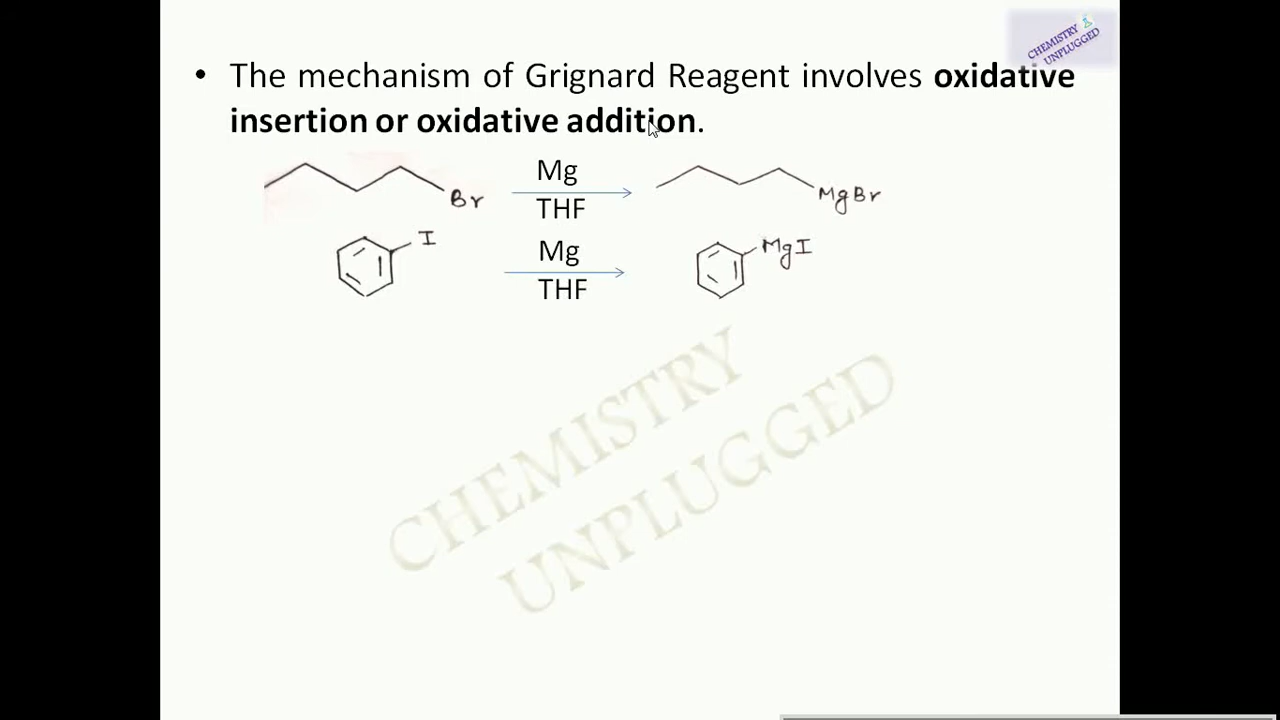 CHEMISTRY
UNPLUGGED
• The mechanism of Grignard Reagent involves oxidative
insertion or oxidative addition.
Br
Mg
THF
MgBr
I
Mg
THF
MgI
CHEMISTRY
UNPLUGGED